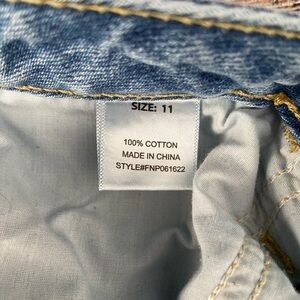 SIZE: 11
100% COTTON
MADE IN CHINA
STYLE#FNP061622